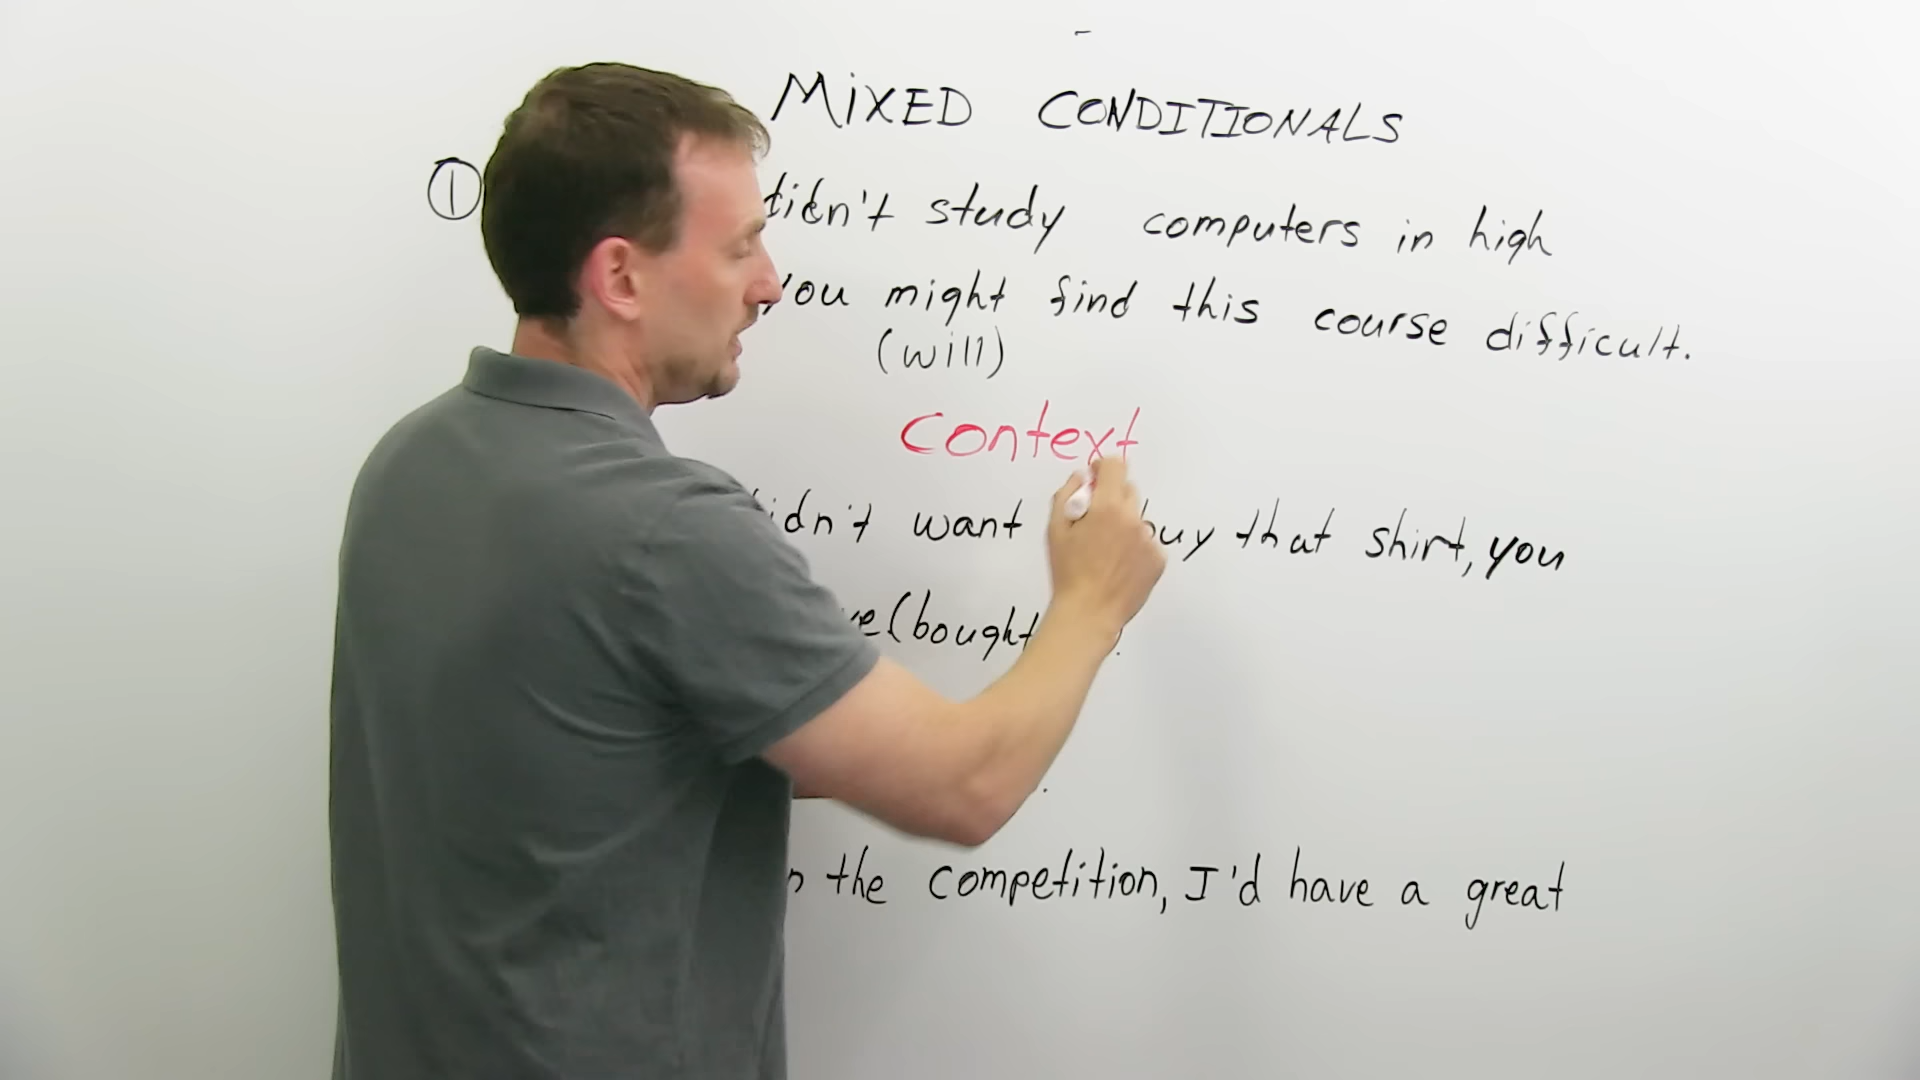 MiXED CONDITIONALS
① didn't study computers in high
you might find this course difficult.
(will)
context
didn't want buy that shirt, you
(bought
the competition, I'd have a great